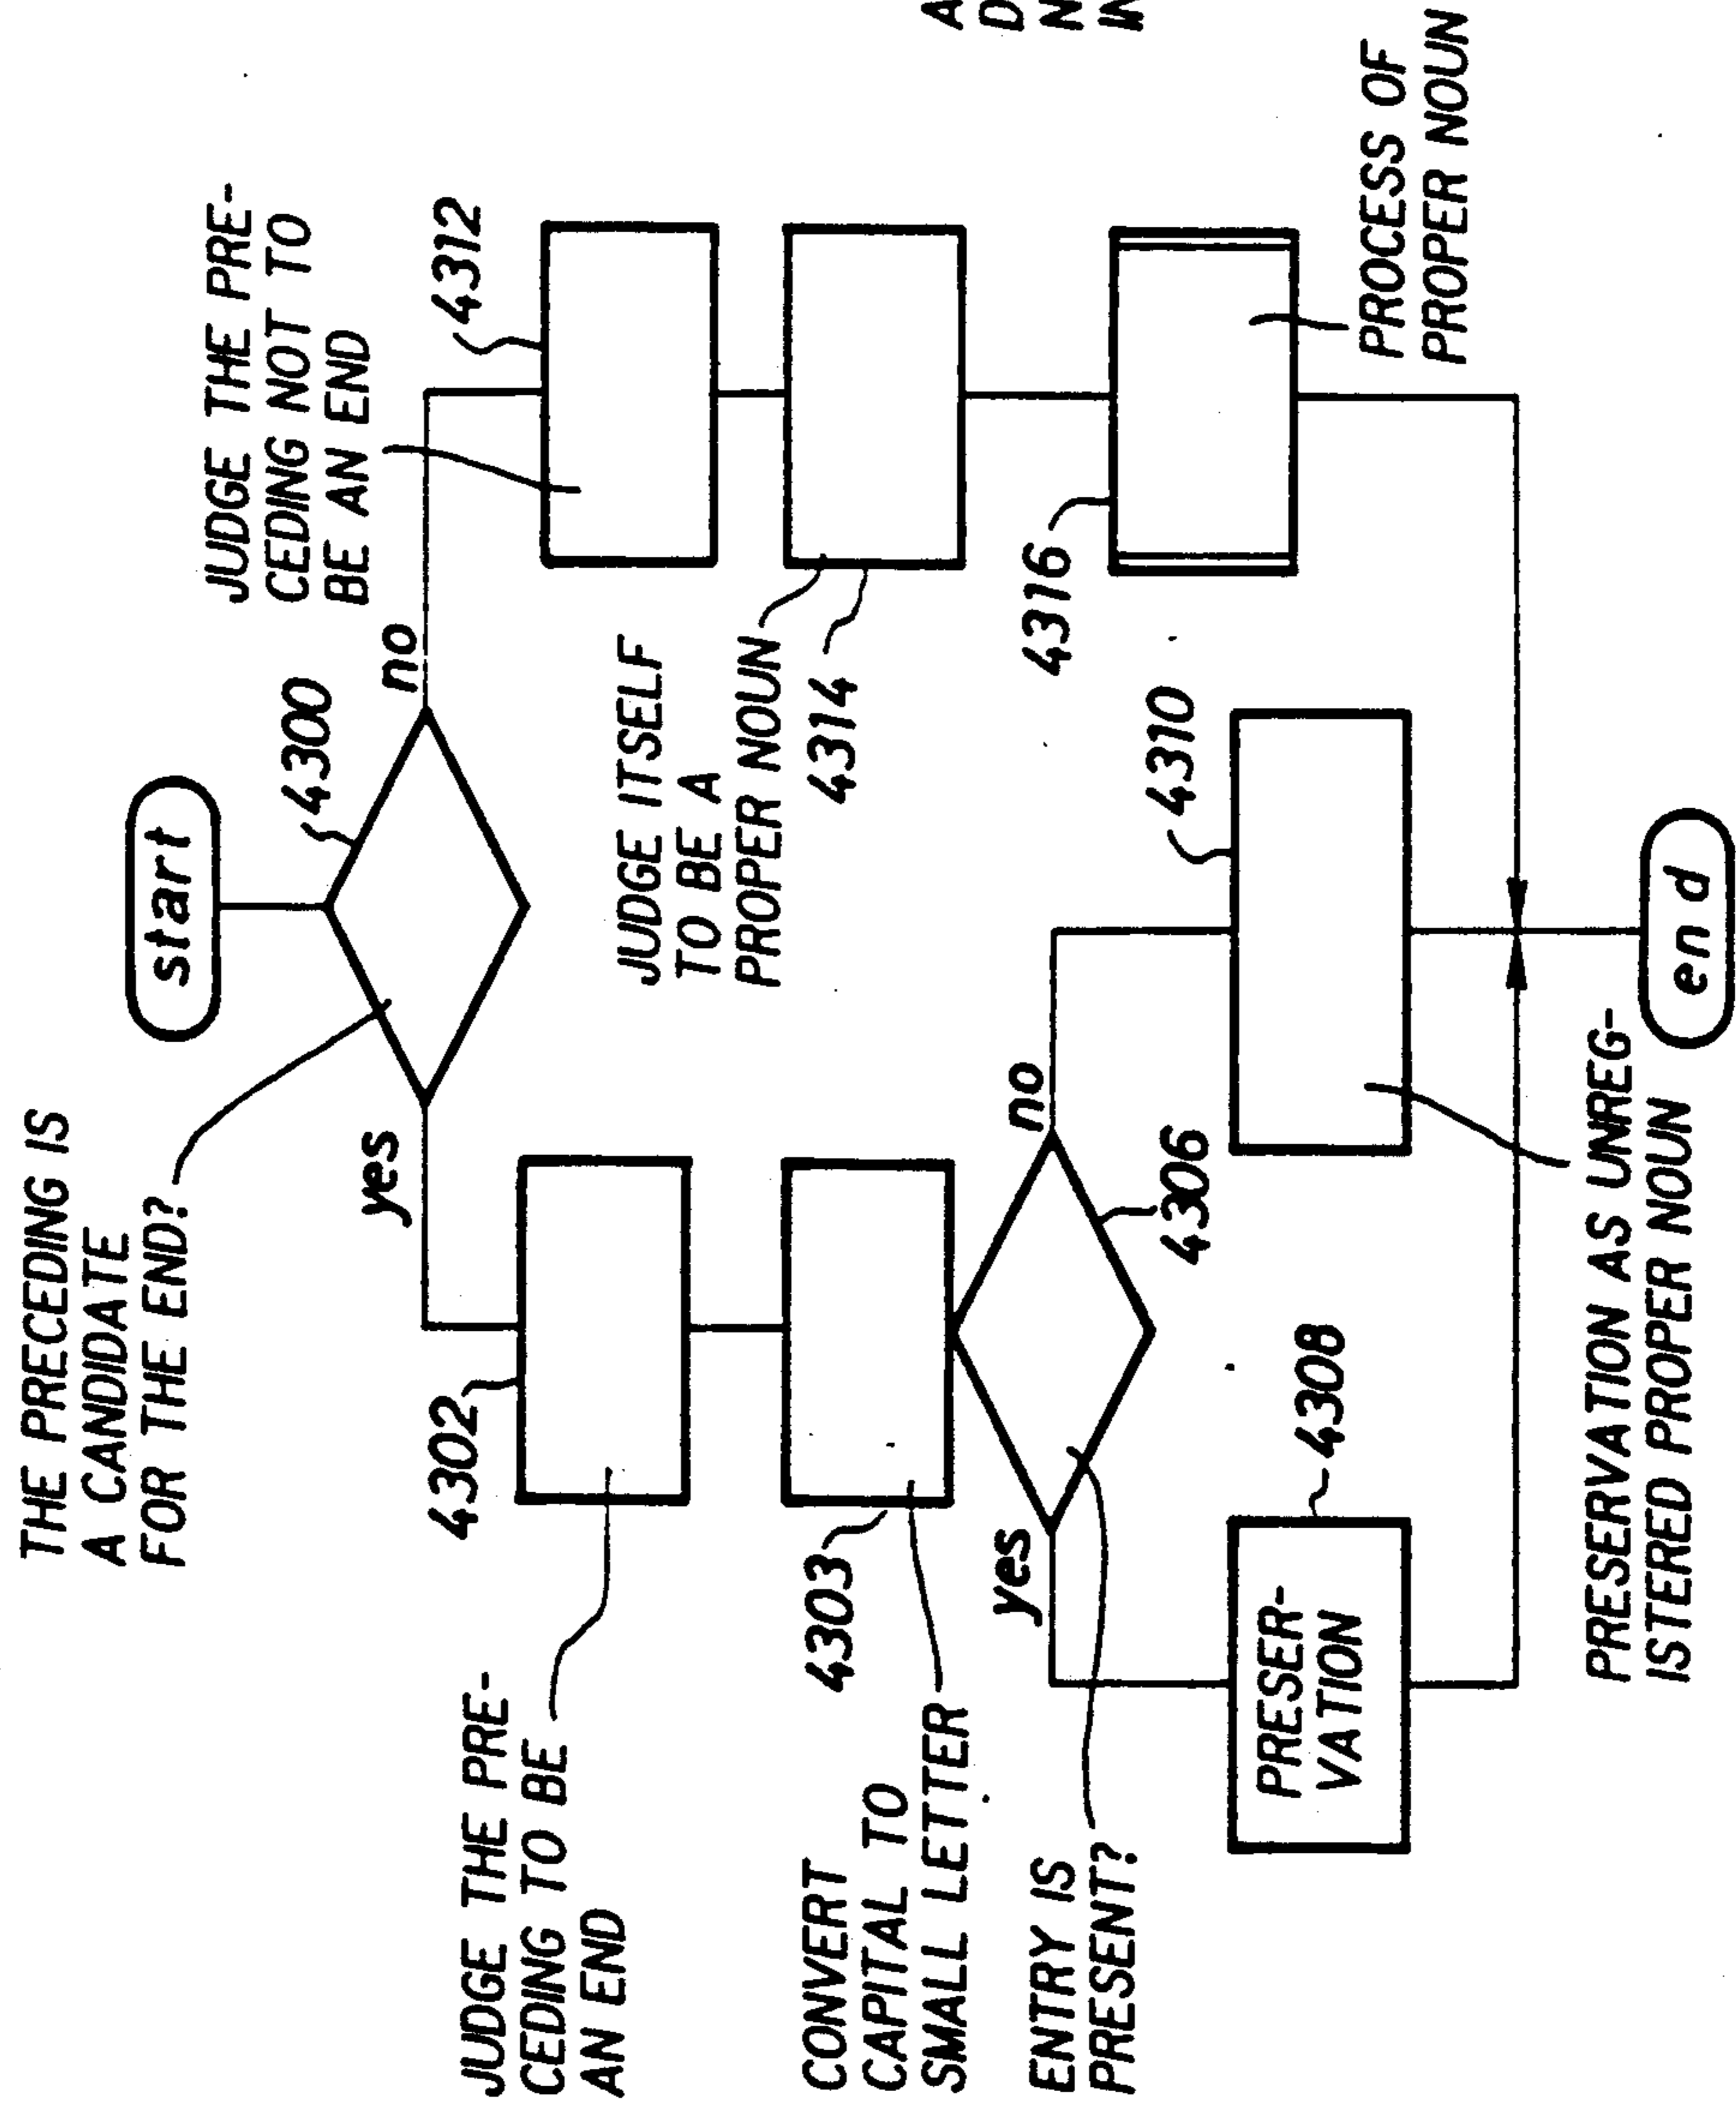 THE PRECEDING IS
A CANDIDATE
FOR THE END?
start
4300
yes
no
JUDGE THE PRE-
CEDING NOT TO
BE AN END
4312
JUDGE THE PRE-
CEDING TO BE
AN END
4302
JUDGE ITSELF
TO BE A
PROPER NOUN
4314
CONVERT
CAPITAL TO
SMALL LETTER
4303
ENTRY IS
PRESENT?
yes
no
4306
4316
PROCESS OF
PROPER NOUN
PRESER-
VATION
4308
4310
PRESERVATION AS UNREG-
ISTERED PROPER NOUN
end
A
D
N